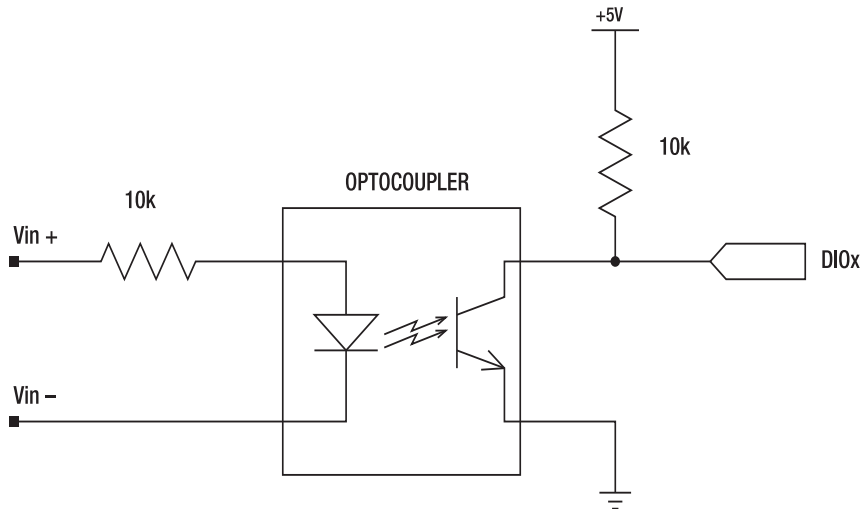 +5V
10k
OPTOCOUPLER
10k
Vin +
DIOx
Vin –